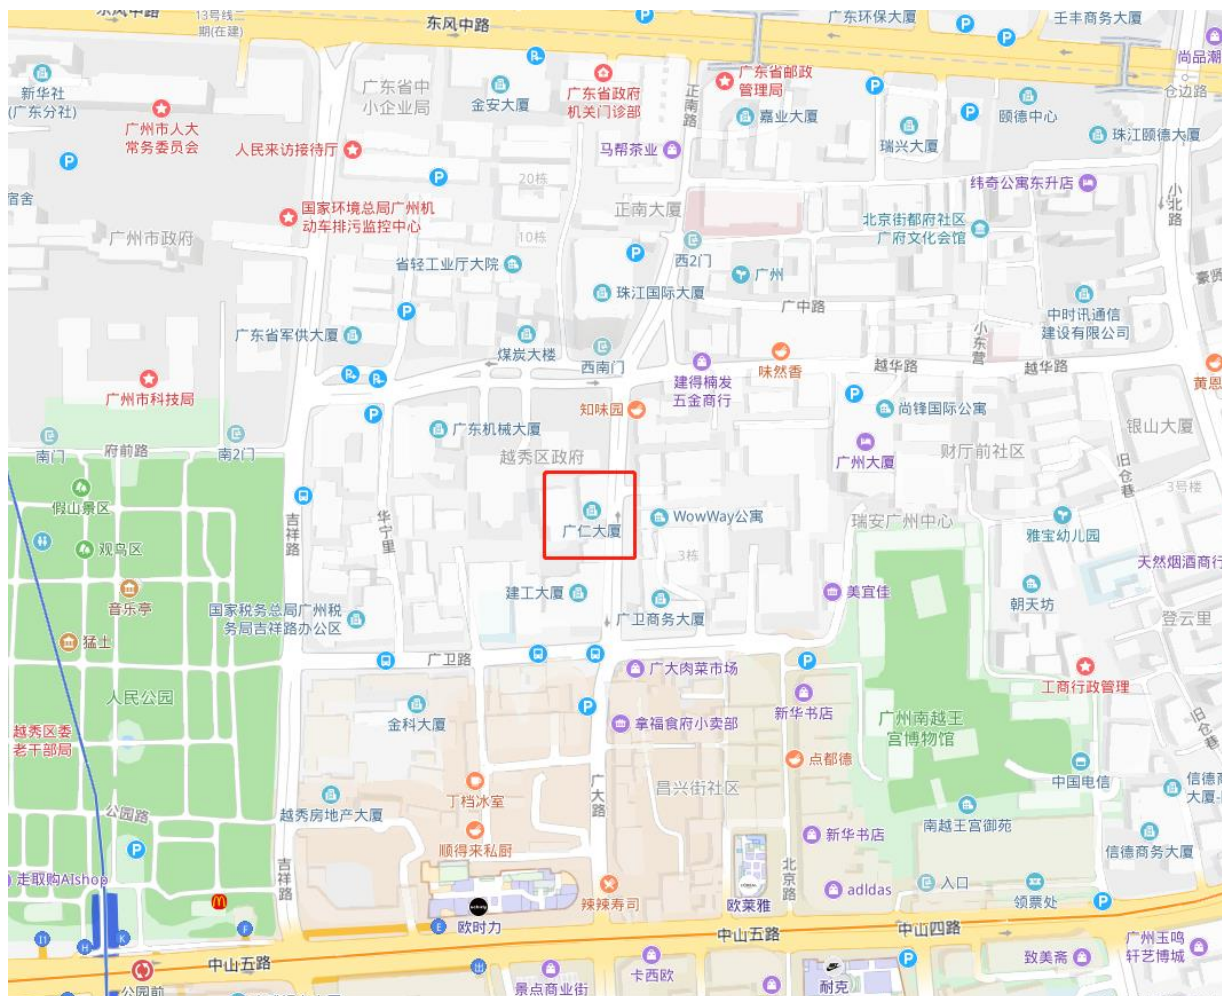 东风中路
13号线二
期(在建)
东风中路
广东环保大厦
壬丰商务大厦
尚品潮
新华社
(广东分社)
广东省中
小企业局
金安大厦
广东省政府
机关门诊部
正南路
广东省邮政
管理局
仓边路
颐德中心
广州市人大
常务委员会
人民来访接待厅
嘉业大厦
瑞兴大厦
珠江颐德大厦
马帮茶业
宿舍
20栋
纬奇公寓东升店
小北路
国家环境总局广州机
动车排污监控中心
正南大厦
北京街都府社区
广府文化会馆
广州市政府
10栋
西2门
省轻工业厅大院
广州
豪贤
珠江国际大厦
广中路
中时讯通信
建设有限公司
广东省军供大厦
煤炭大楼
西南门
小东营
越华路
越华路
味然香
建得楠发
五金商行
黄恩
广州市科技局
知味园
尚锋国际公寓
广东机械大厦
银山大厦
南门
府前路
南2门
越秀区政府
广州大厦
财厅前社区
旧仓巷
3号楼
假山景区
吉祥路
华宁里
广仁大厦
WowWay公寓
瑞安广州中心
雅宝幼儿园
观鸟区
3栋
天然烟酒商行
音乐亭
建工大厦
美宜佳
朝天坊
国家税务总局广州税
务局吉祥路办公区
广卫商务大厦
登云里
猛土
广卫路
广大肉菜市场
工商行政管理
人民公园
新华书店
金科大厦
拿福食府小卖部
广州南越王
宫博物馆
旧仓巷
越秀区委
老干部局
点都德
中国电信
丁档冰室
广大路
昌兴街社区
信德商
大厦-
公园路
越秀房地产大厦
南越王宫御苑
顺得来私厨
新华书店
信德商务大厦
吉祥路
北京路
走取购AIshop
adldas
入口
领票处
辣辣寿司
欧莱雅
欧时力
中山五路
中山四路
广州玉鸣
轩艺博城
中山五路
致美斋
卡西欧
公园前
景点商业街
耐克